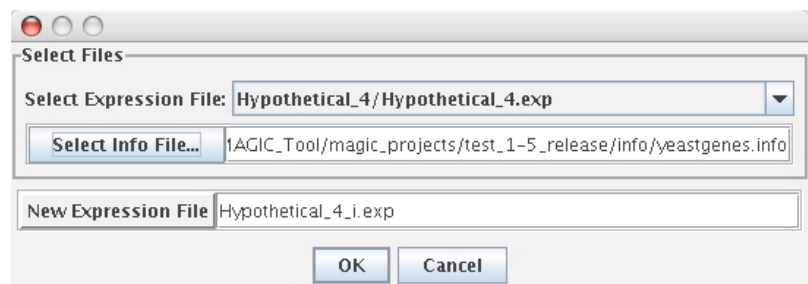 Select Files
Select Expression File: Hypothetical_4/Hypothetical_4.exp
Select Info File... MAGIC_Tool/magic_projects/test_1-5_release/info/yeastgenes.info
New Expression File Hypothetical_4_i.exp
OK Cancel